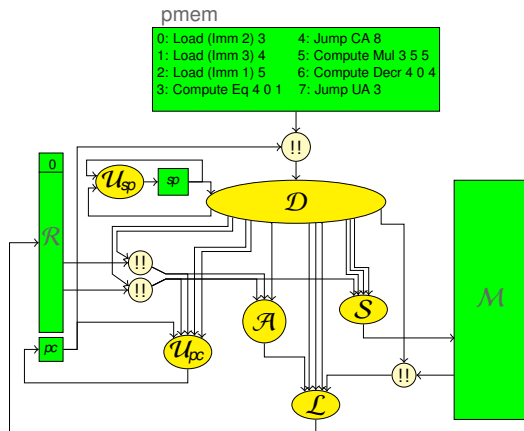 pmem
0: Load (Imm 2) 3 4: Jump CA 8
1: Load (Imm 3) 4 5: Compute Mul 3 5 5
2: Load (Imm 1) 5 6: Compute Decr 4 0 4
3: Compute Eq 4 0 1 7: Jump UA 3
!!
0
U sp
sp
D
R
M
!!
!!
A
S
pc
U pc
!!
L